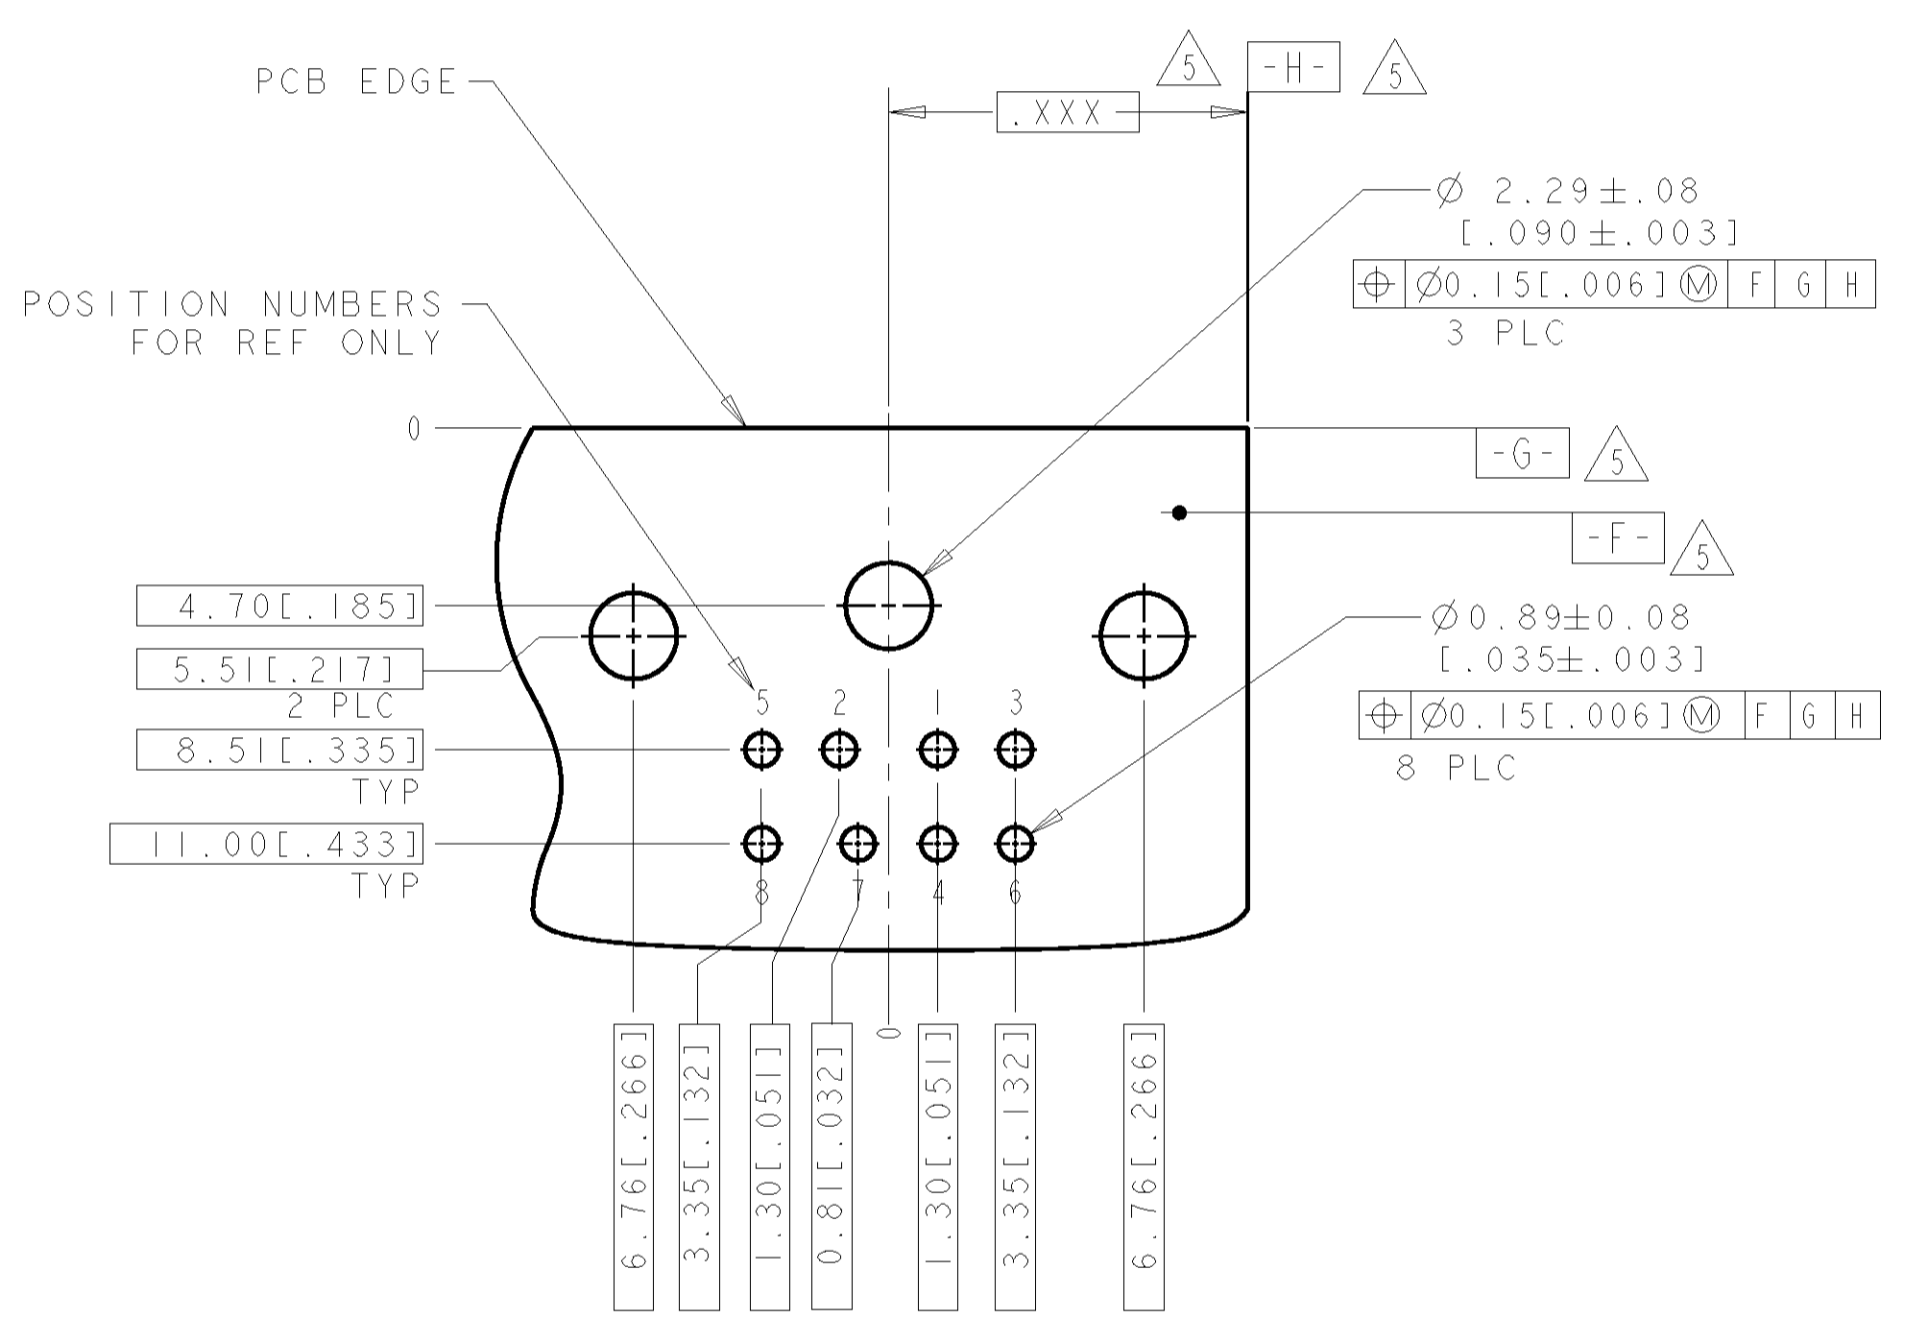 5 -H- 5
PCB EDGE
.XXX
Ø 2.29±.08
[.090±.003]
⌖ Ø0.15[.006] Ⓜ F G H
3 PLC
POSITION NUMBERS
FOR REF ONLY
0
-G- 5
-F- 5
4.70[.185]
5.51[.217]
2 PLC
8.51[.335]
TYP
11.00[.433]
TYP
Ø0.89±0.08
[.035±.003]
⌖ Ø0.15[.006] Ⓜ F G H
8 PLC
5 2 1 3
8 7 4 6
6.76[.266]
3.35[.132]
1.30[.051]
0.81[.032]
0
1.30[.051]
3.35[.132]
6.76[.266]